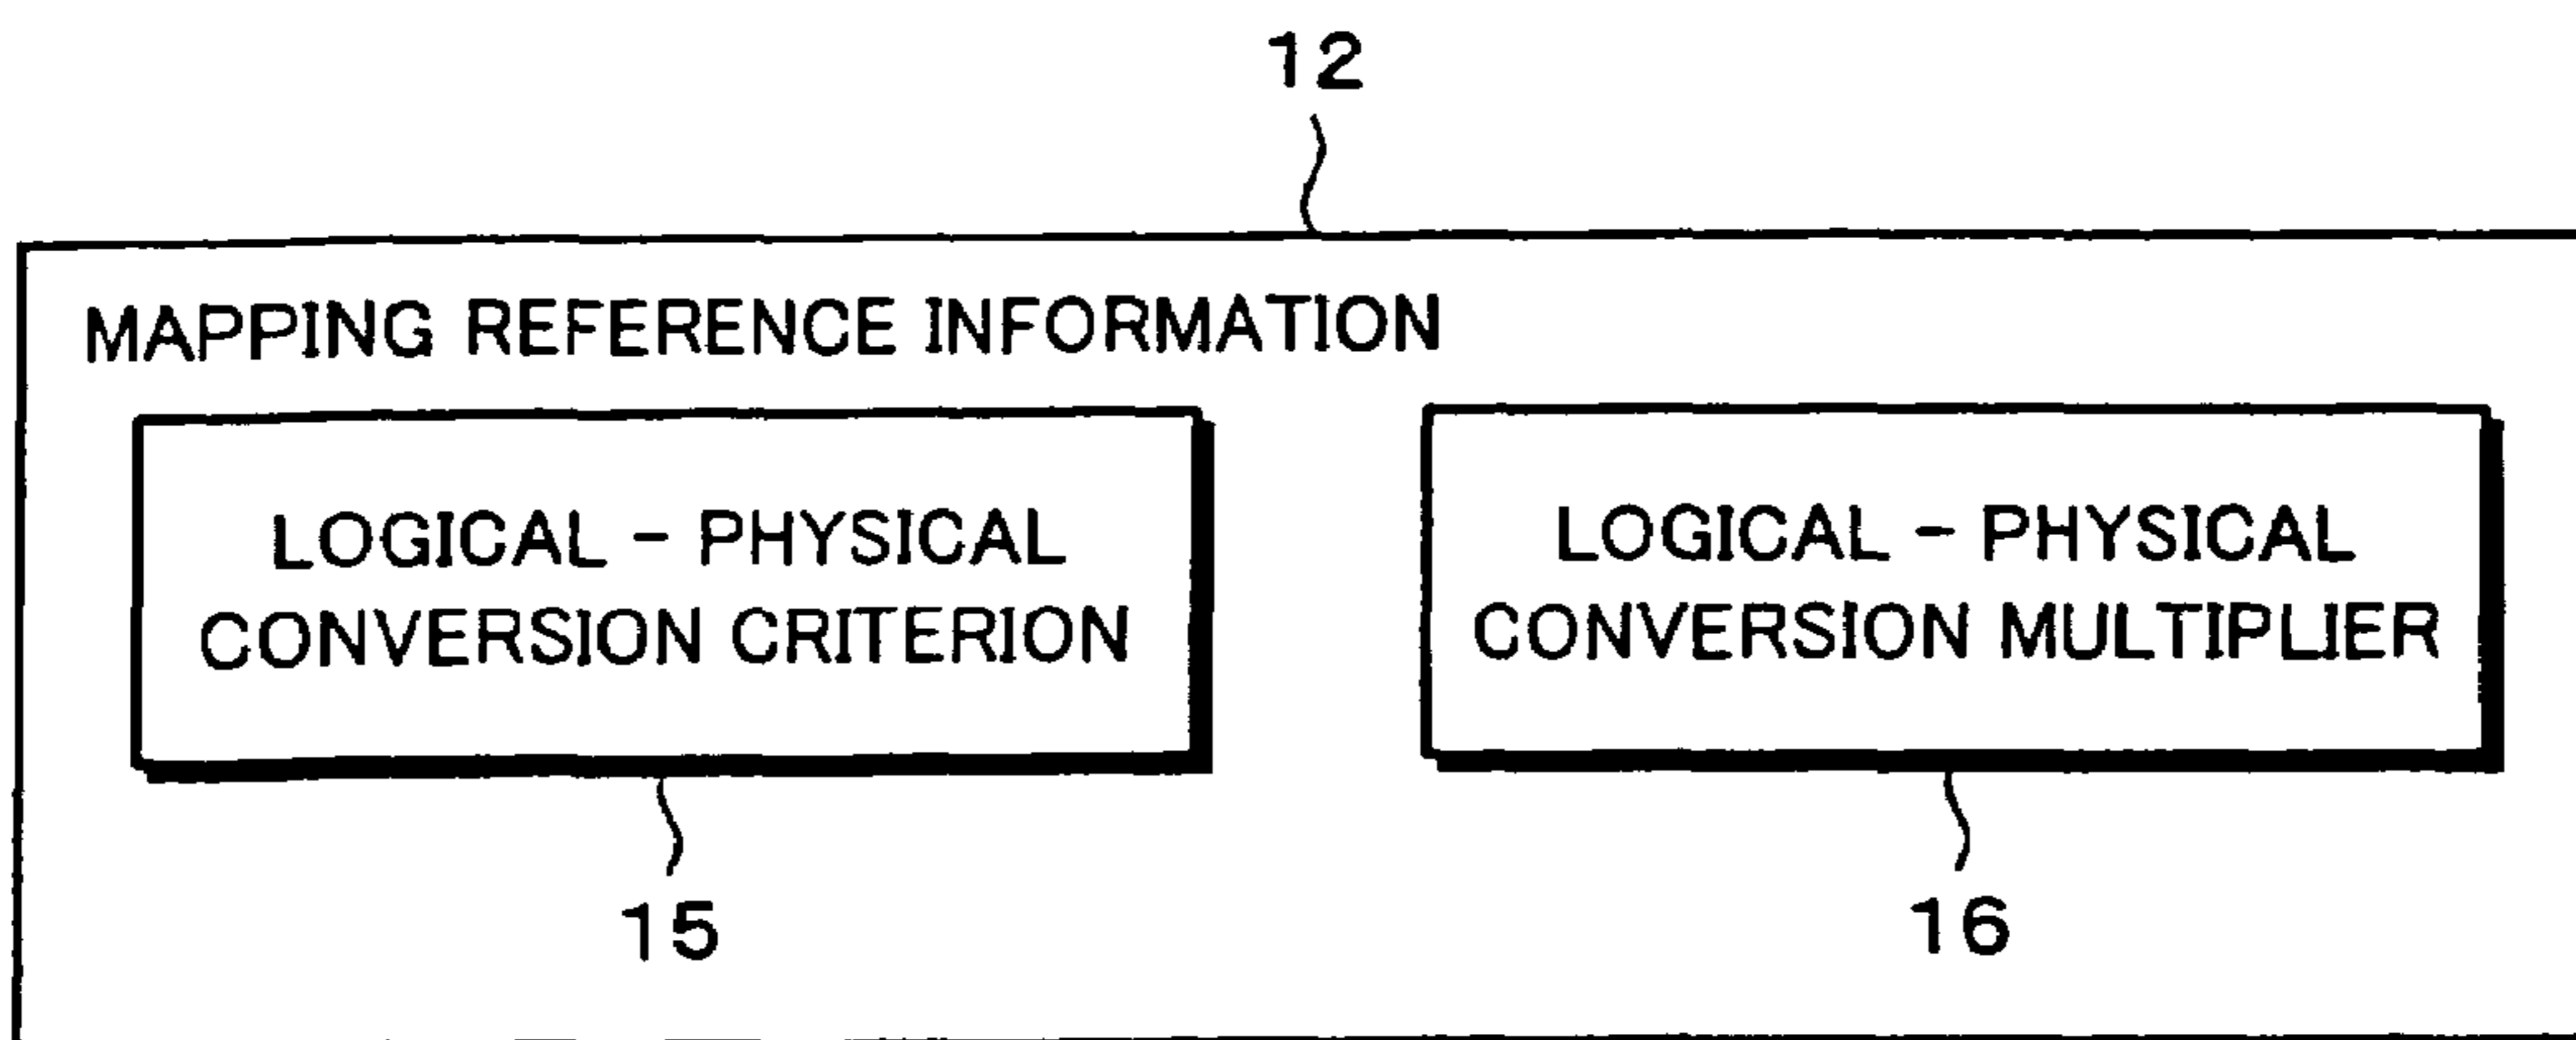 12
MAPPING REFERENCE INFORMATION
LOGICAL - PHYSICAL
CONVERSION CRITERION
LOGICAL - PHYSICAL
CONVERSION MULTIPLIER
15
16